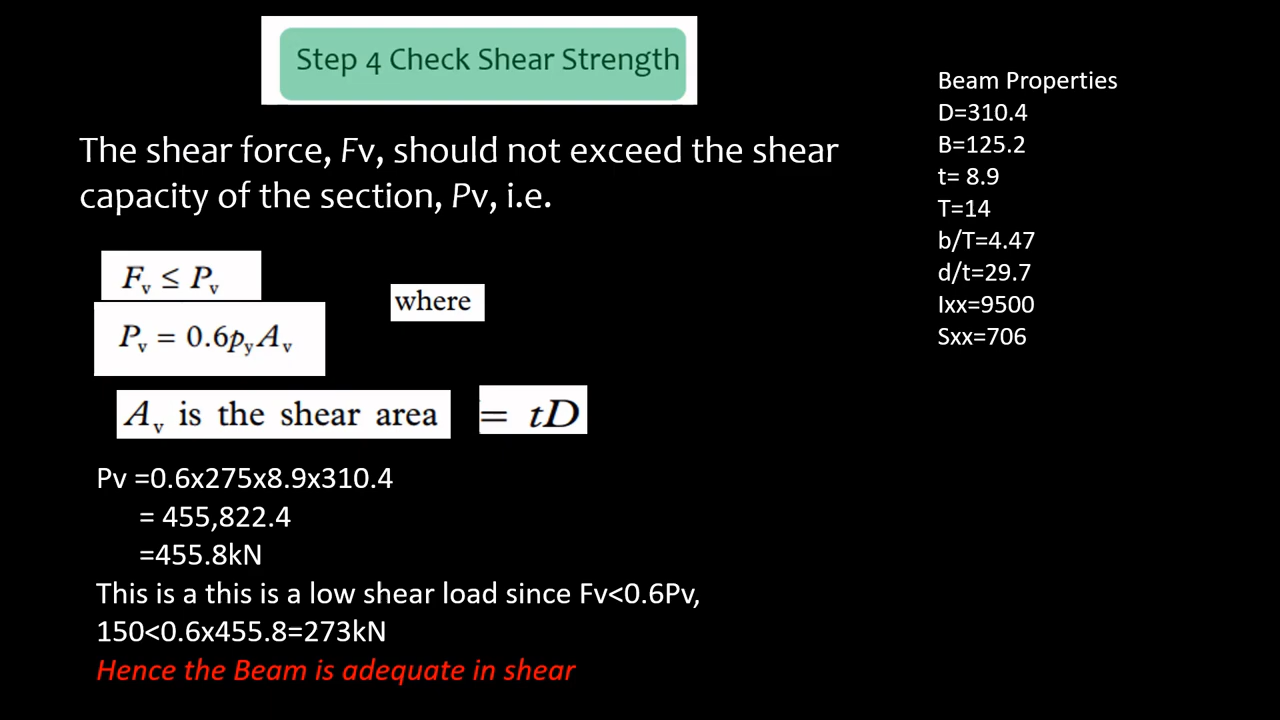 Step 4 Check Shear Strength
The shear force, Fv, should not exceed the shear
capacity of the section, Pv, i.e.
Fv ≤ Pv
where
Pv = 0.6pyAv
Av is the shear area = tD
Pv =0.6x275x8.9x310.4
= 455,822.4
=455.8kN
This is a this is a low shear load since Fv<0.6Pv,
150<0.6x455.8=273kN
Hence the Beam is adequate in shear
Beam Properties
D=310.4
B=125.2
t= 8.9
T=14
b/T=4.47
d/t=29.7
Ixx=9500
Sxx=706